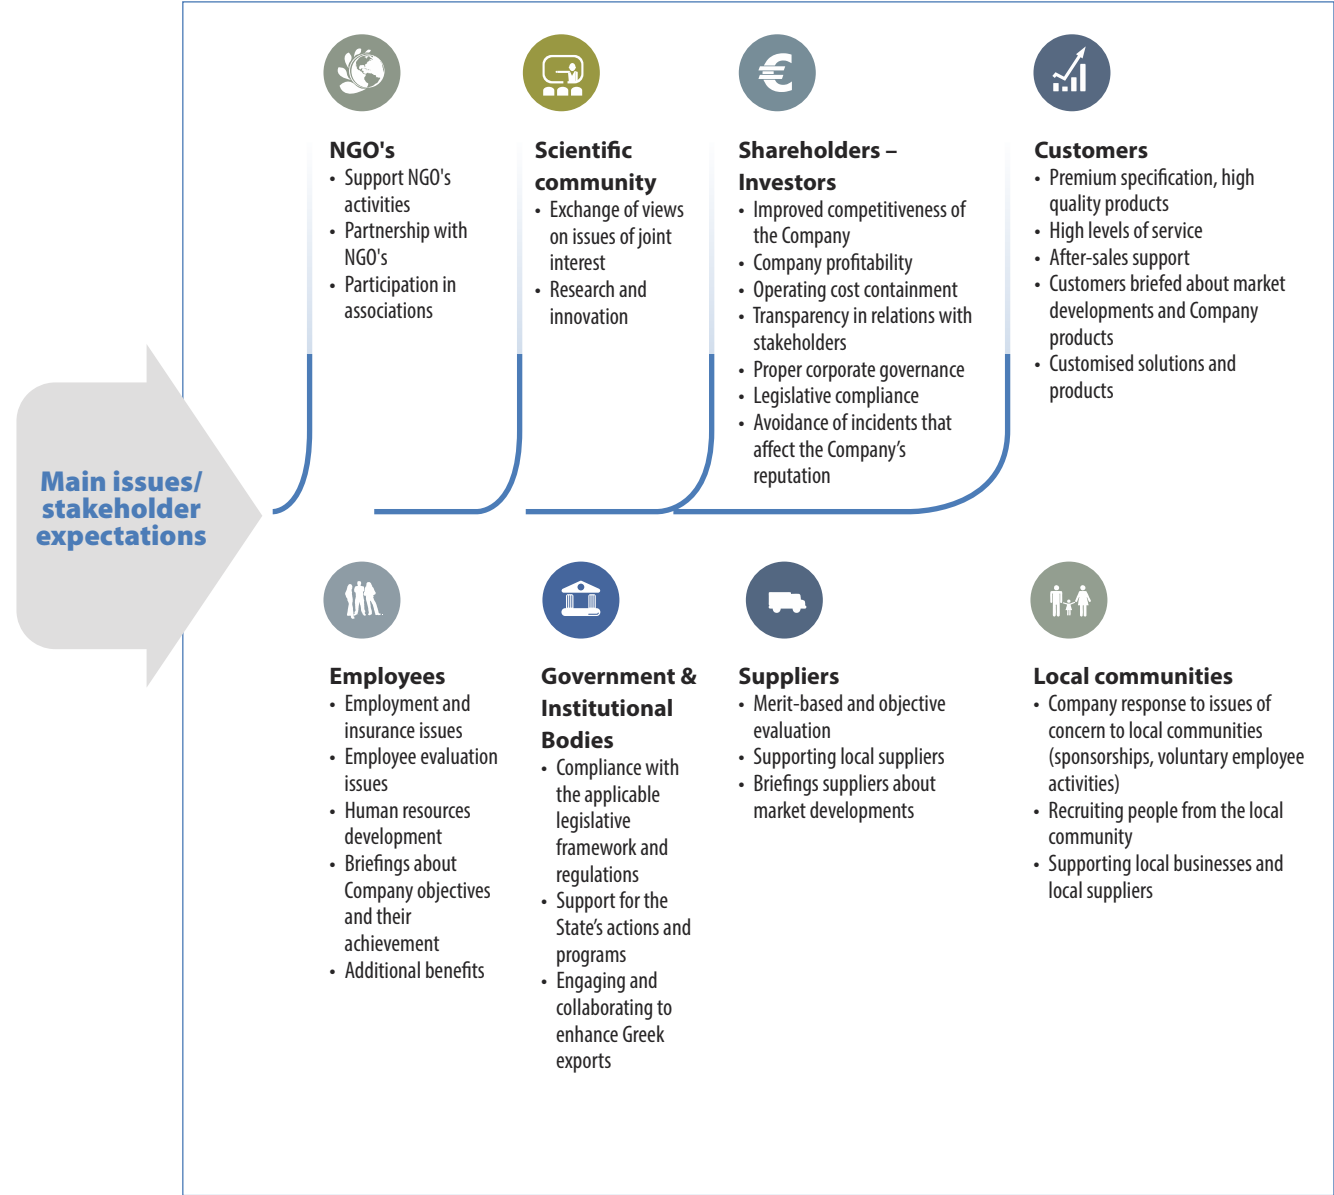 Main issues/
stakeholder
expectations
NGO's
• Support NGO's
activities
• Partnership with
NGO's
• Participation in
associations
Scientific
community
• Exchange of views
on issues of joint
interest
• Research and
innovation
Shareholders –
Investors
• Improved competitiveness of
the Company
• Company profitability
• Operating cost containment
• Transparency in relations with
stakeholders
• Proper corporate governance
• Legislative compliance
• Avoidance of incidents that
affect the Company’s
reputation
Customers
• Premium specification, high
quality products
• High levels of service
• After-sales support
• Customers briefed about market
developments and Company
products
• Customised solutions and
products
Employees
• Employment and
insurance issues
• Employee evaluation
issues
• Human resources
development
• Briefings about
Company objectives
and their
achievement
• Additional benefits
Government &
Institutional
Bodies
• Compliance with
the applicable
legislative
framework and
regulations
• Support for the
State’s actions and
programs
• Engaging and
collaborating to
enhance Greek
exports
Suppliers
• Merit-based and objective
evaluation
• Supporting local suppliers
• Briefings suppliers about
market developments
Local communities
• Company response to issues of
concern to local communities
(sponsorships, voluntary employee
activities)
• Recruiting people from the local
community
• Supporting local businesses and
local suppliers